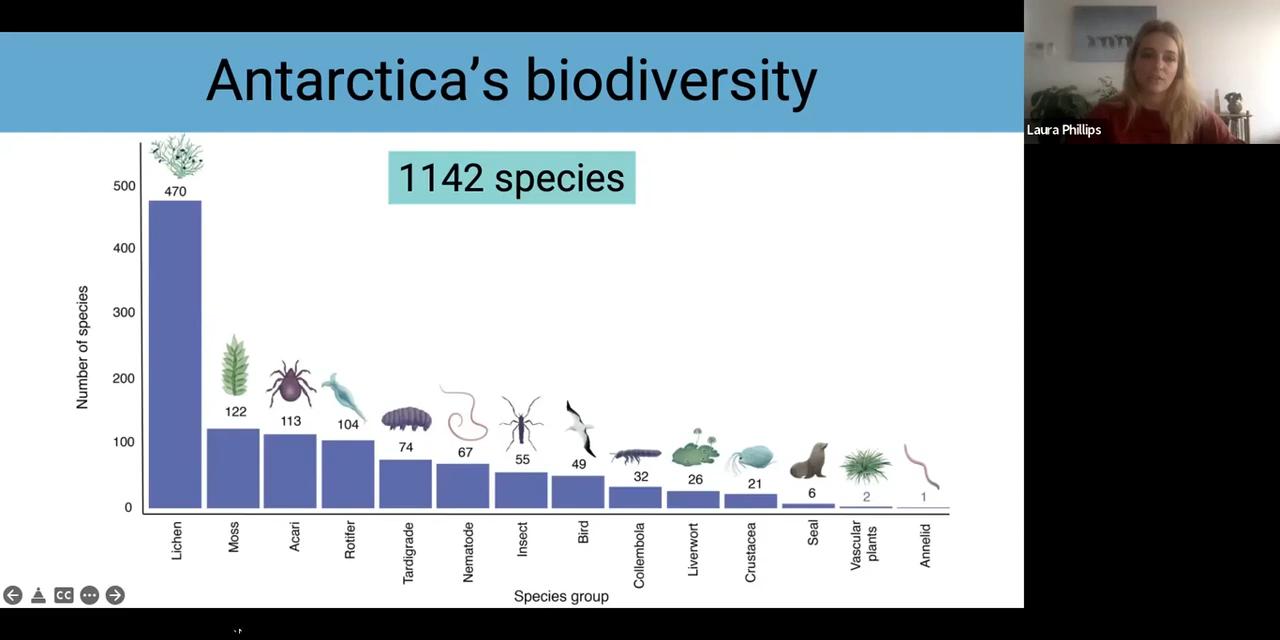 Antarctica's biodiversity
Laura Phillips
1142 species
Number of species
500
400
300
200
100
0
470
122
113
104
74
67
55
49
32
26
21
6
2
1
Lichen
Moss
Acari
Rotifer
Tardigrade
Nematode
Insect
Bird
Collembola
Liverwort
Crustacea
Seal
Vascular
plants
Annelid
Species group
CC